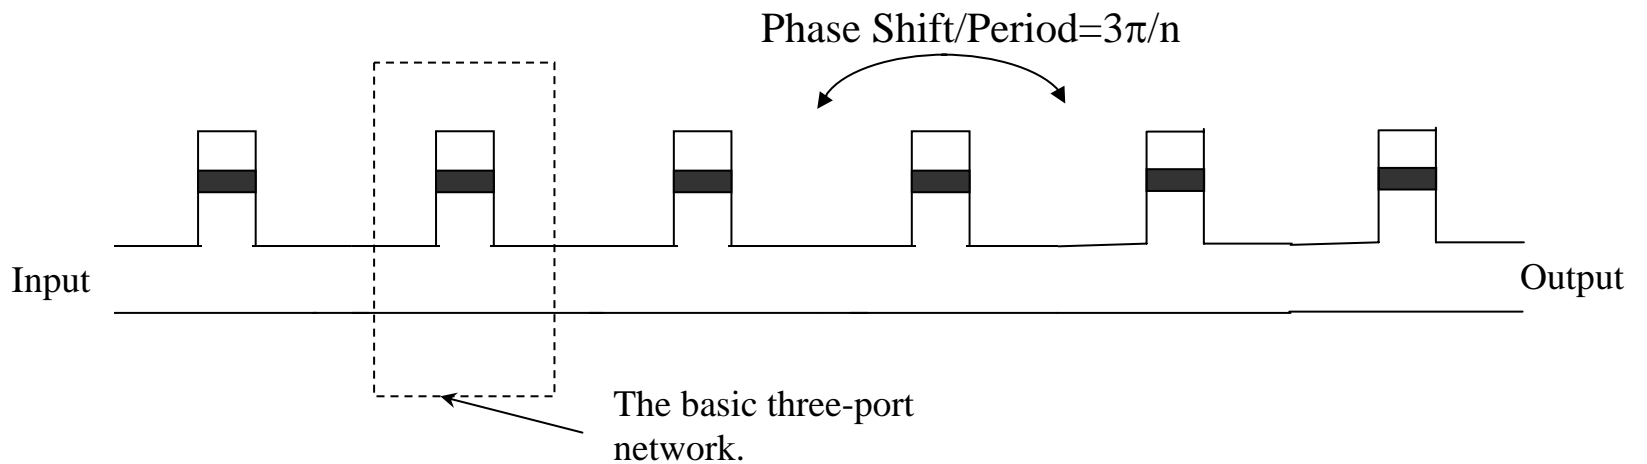 Phase Shift/Period=3π/n
Input
Output
The basic three-port
network.